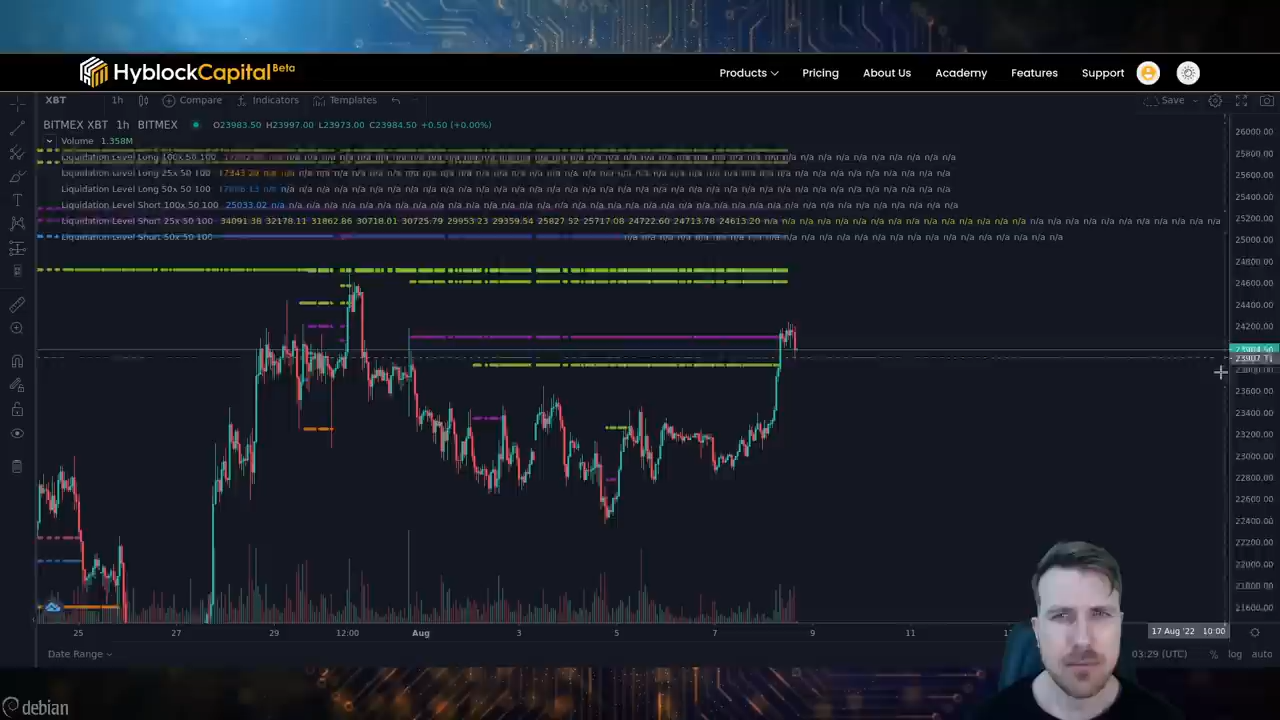 HyblockCapital Beta
Products Pricing About Us Academy Features Support
XBT 1h Compare Indicators Templates Save
BITMEX XBT 1h BITMEX O23983.50 H23997.00 L23973.00 C23984.50 +0.50 (+0.00%)
Volume 1.358M
Liquidation Level Long 100x 50 100 n/a n/a n/a n/a n/a n/a n/a n/a n/a n/a n/a n/a
Liquidation Level Long 25x 50 100 n/a n/a n/a n/a n/a n/a n/a n/a n/a n/a n/a n/a
Liquidation Level Long 50x 50 100 n/a n/a n/a n/a n/a n/a n/a n/a n/a n/a n/a n/a
Liquidation Level Short 100x 50 100 25033.02 n/a n/a n/a n/a n/a n/a n/a n/a n/a n/a n/a
Liquidation Level Short 25x 50 100 34091.38 32178.11 31862.86 30718.01 30725.79 29953.23 29359.54 25827.52 25717.08 24722.60 24713.78 24613.20 n/a n/a n/a n/a n/a n/a n/a n/a n/a n/a
Liquidation Level Short 50x 50 100 n/a n/a n/a n/a n/a n/a n/a n/a n/a n/a n/a n/a
26000.00
25800.00
25600.00
25400.00
25200.00
25000.00
24800.00
24600.00
24400.00
24200.00
23600.00
23400.00
23200.00
23000.00
22800.00
22600.00
22400.00
22200.00
22000.00
21800.00
21600.00
25 27 29 12:00 Aug 3 5 7 9 11 17 Aug '22 10:00
Date Range 03:29 (UTC) % log auto
debian